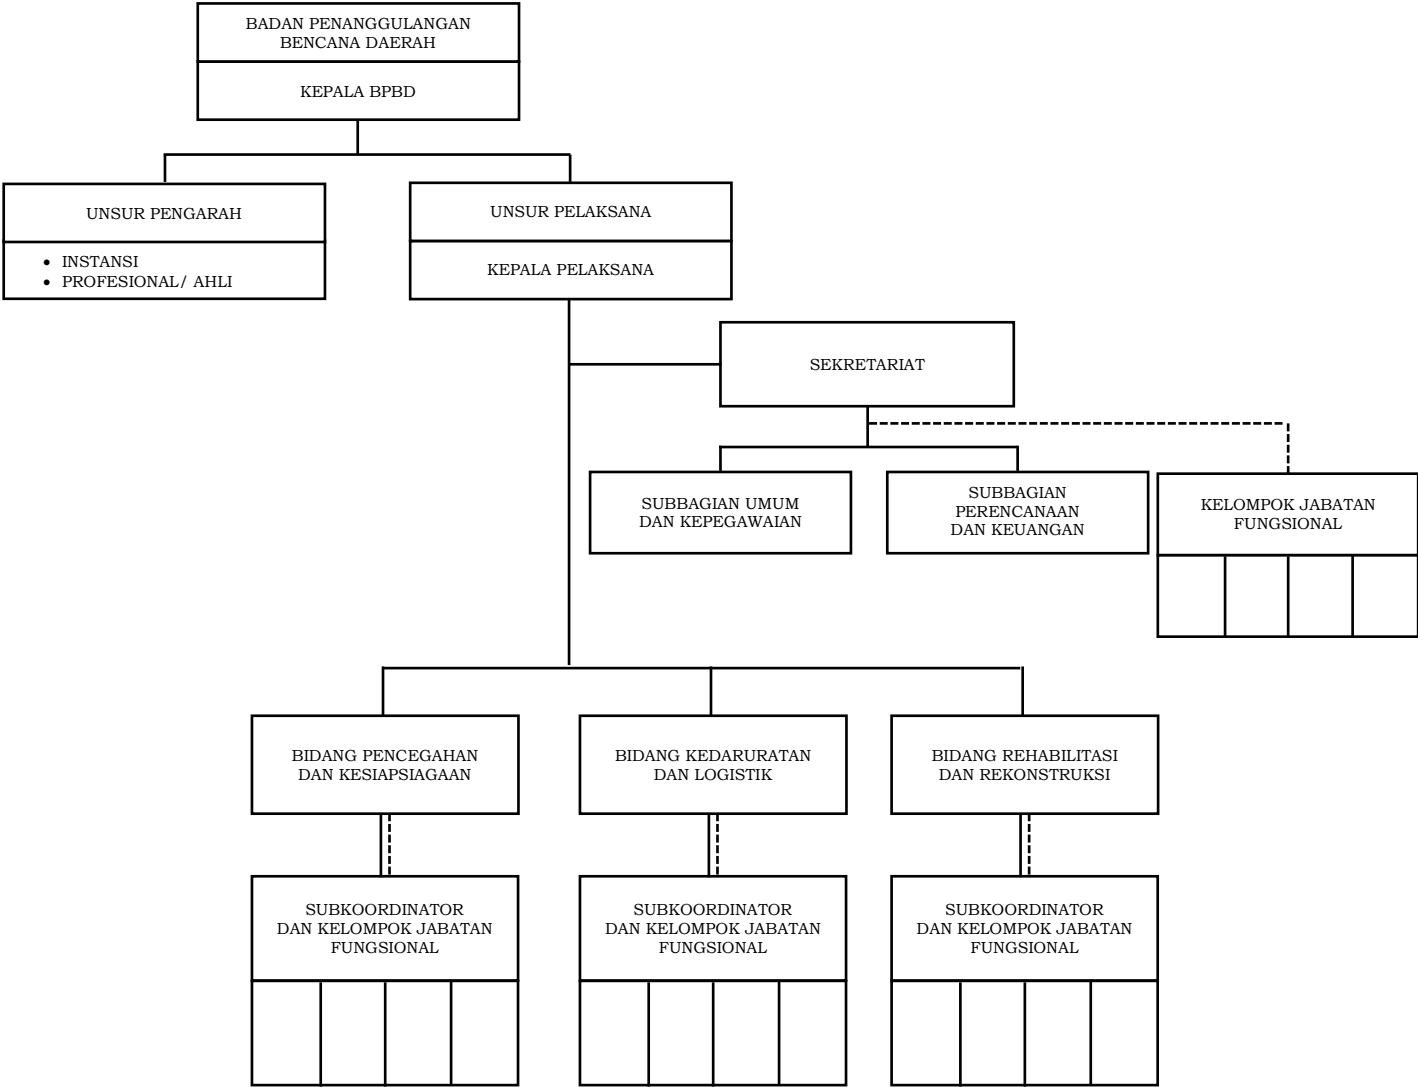 BADAN PENANGGULANGAN
BENCANA DAERAH
KEPALA BPBD
UNSUR PENGARAH
• INSTANSI
• PROFESIONAL/ AHLI
UNSUR PELAKSANA
KEPALA PELAKSANA
SEKRETARIAT
SUBBAGIAN UMUM
DAN KEPEGAWAIAN
SUBBAGIAN
PERENCANAAN
DAN KEUANGAN
KELOMPOK JABATAN
FUNGSIONAL
BIDANG PENCEGAHAN
DAN KESIAPSIAGAAN
BIDANG KEDARURATAN
DAN LOGISTIK
BIDANG REHABILITASI
DAN REKONSTRUKSI
SUBKOORDINATOR
DAN KELOMPOK JABATAN
FUNGSIONAL
SUBKOORDINATOR
DAN KELOMPOK JABATAN
FUNGSIONAL
SUBKOORDINATOR
DAN KELOMPOK JABATAN
FUNGSIONAL